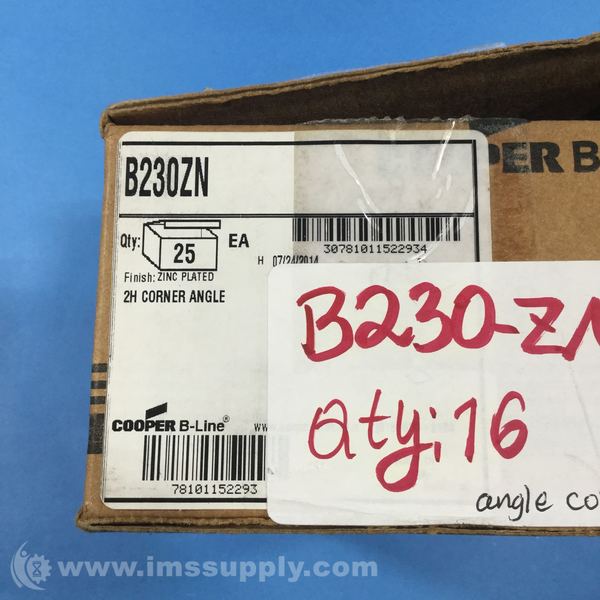 PER B
B230ZN
Qty: 25 EA
30781011522934
H 07/24/2014
Finish: ZINC PLATED
2H CORNER ANGLE
B230-ZN
Qty: 16
COOPER B-Line®
78101152293
angle co
www.imssupply.com